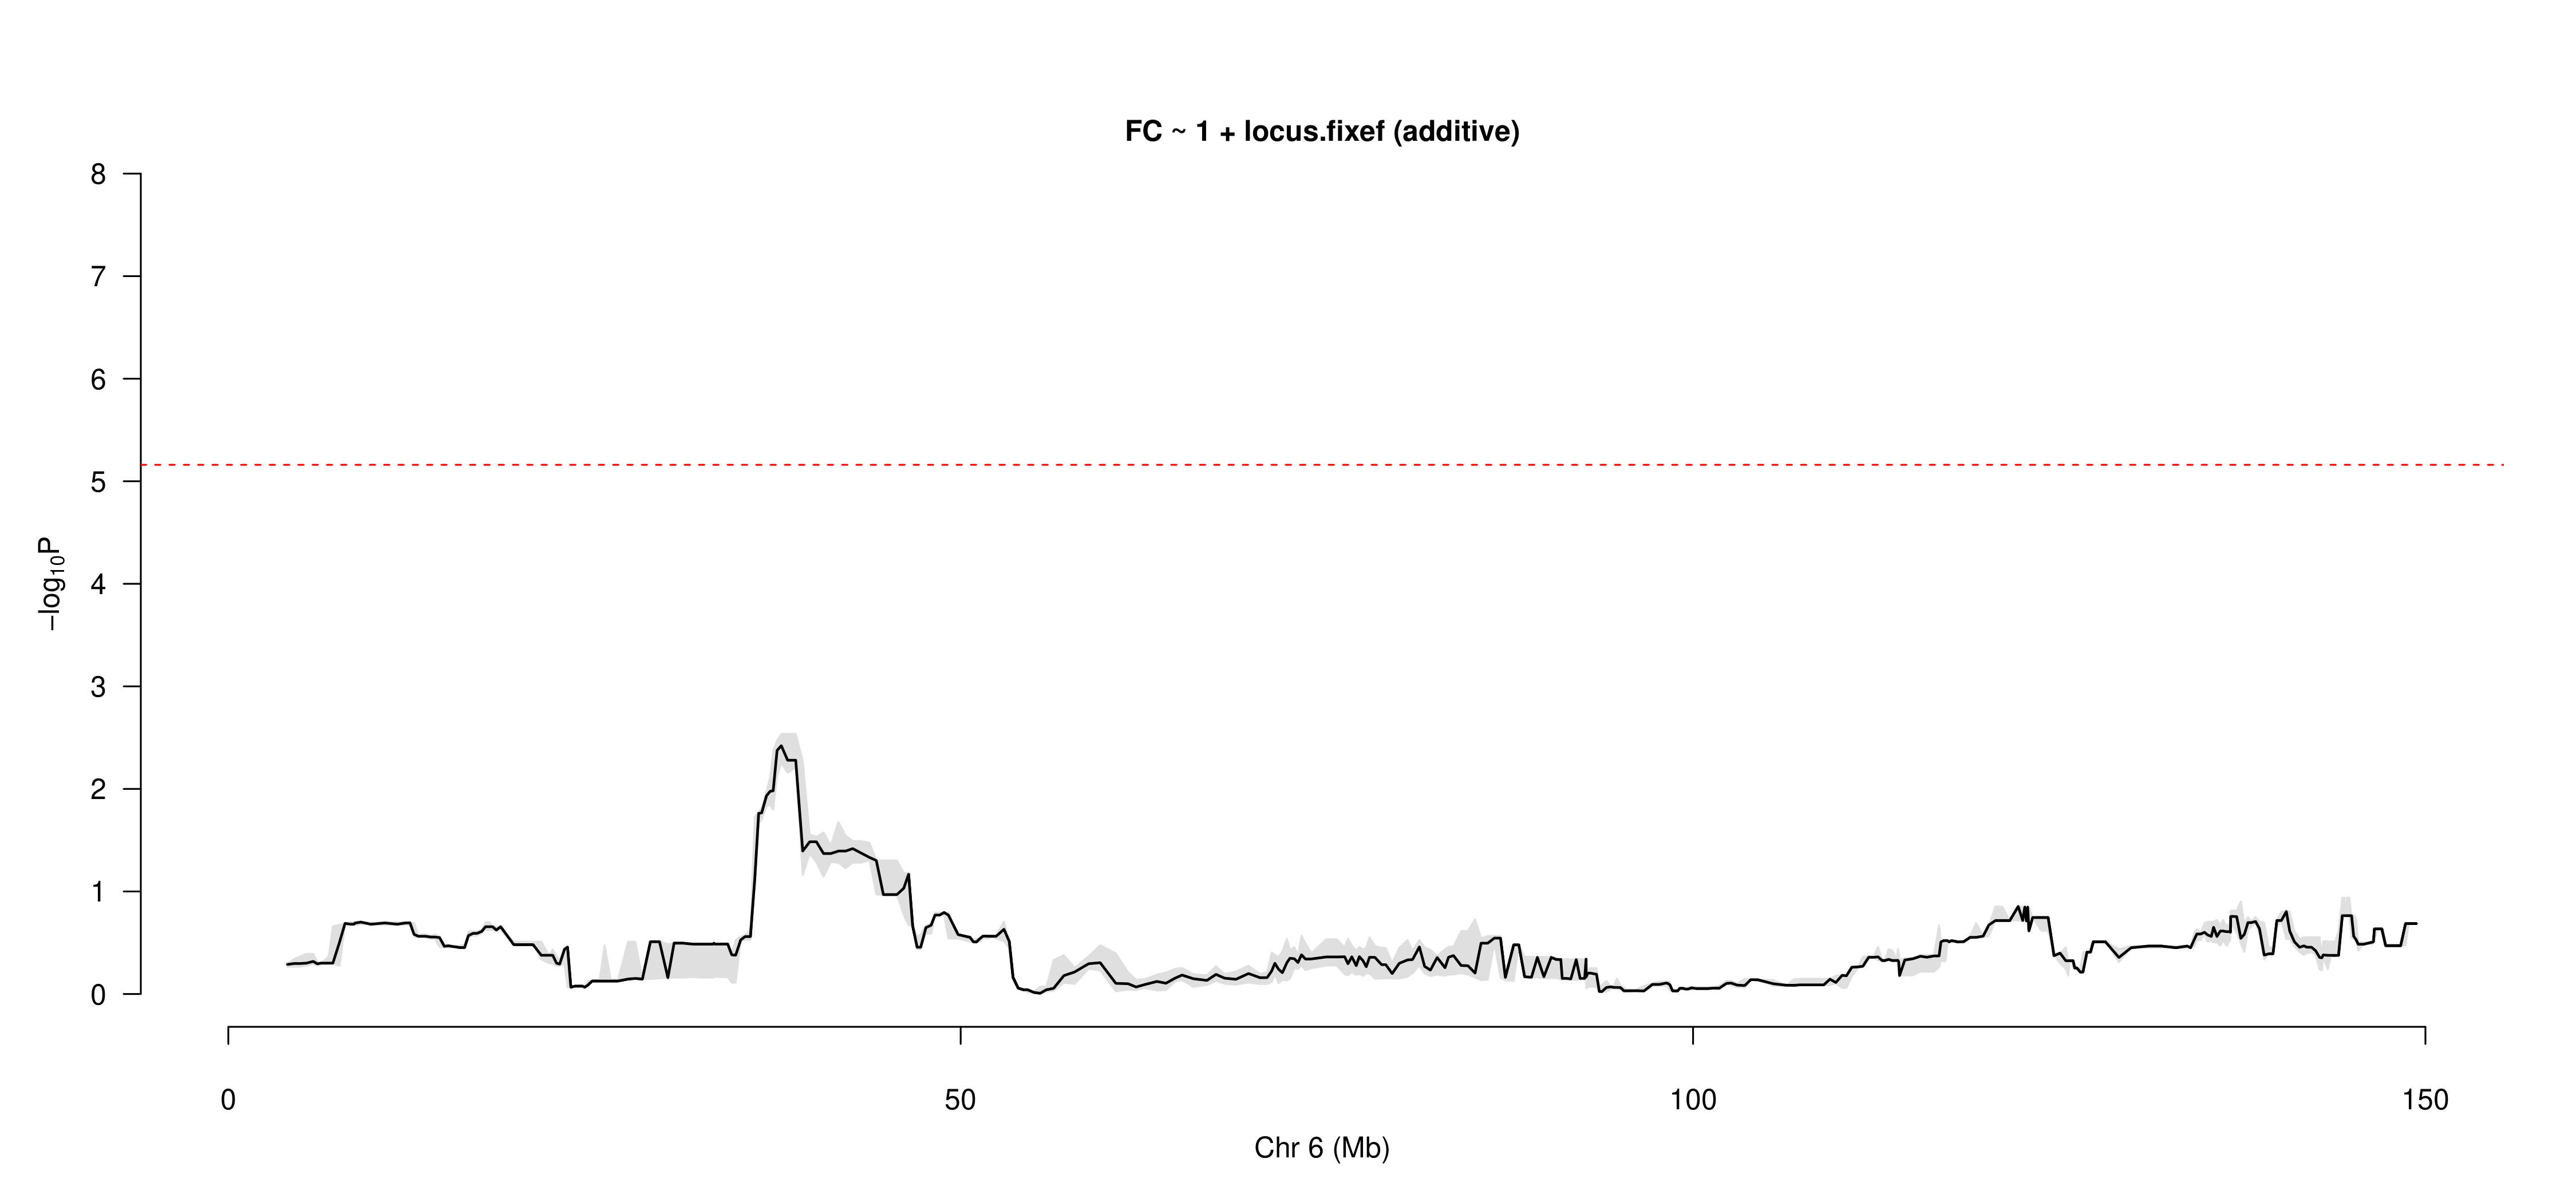 FC ~ 1 + locus.fixef (additive)
8
7
6
5
4
3
2
1
0
−log10P
0 50 100 150
Chr 6 (Mb)